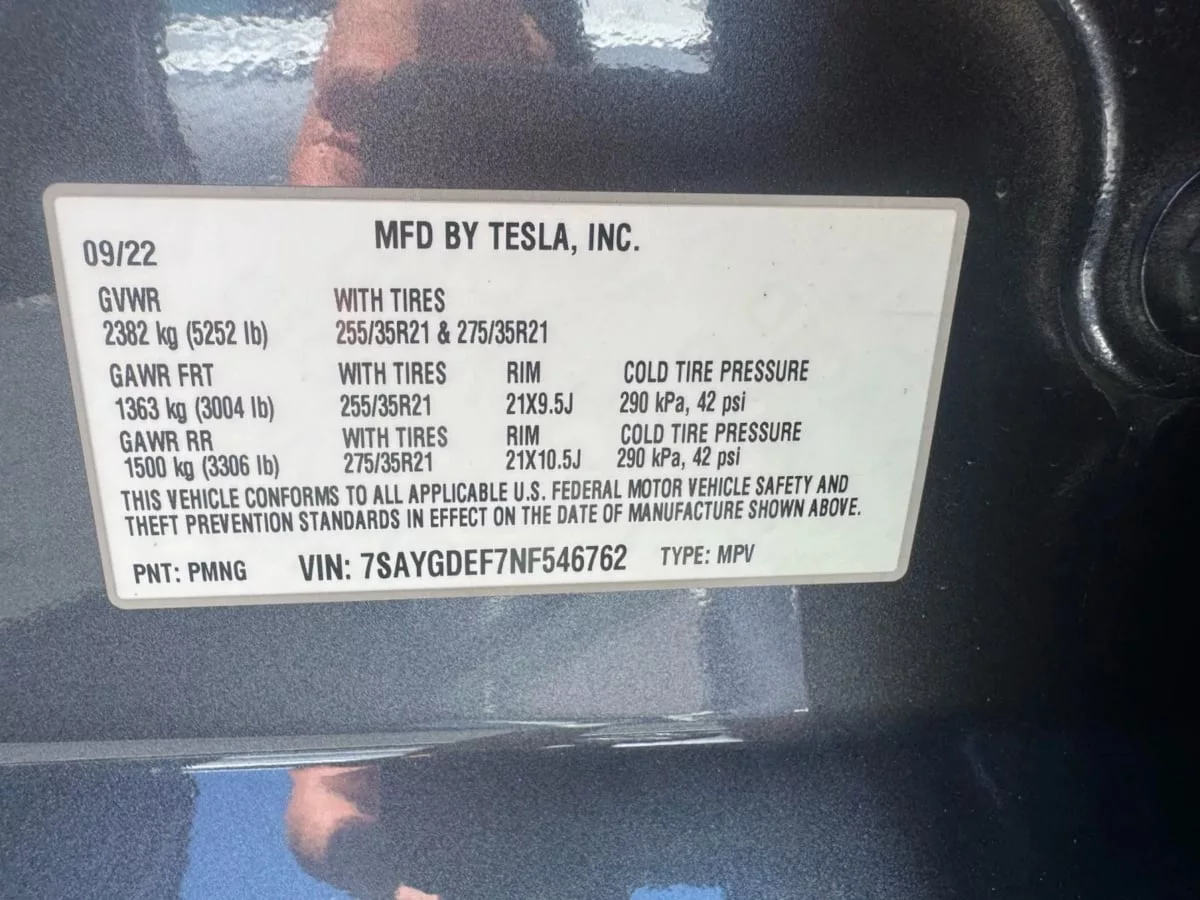 MFD BY TESLA, INC.
09/22
GVWR WITH TIRES
2382 kg (5252 lb) 255/35R21 & 275/35R21
GAWR FRT WITH TIRES RIM COLD TIRE PRESSURE
1363 kg (3004 lb) 255/35R21 21X9.5J 290 kPa, 42 psi
GAWR RR WITH TIRES RIM COLD TIRE PRESSURE
1500 kg (3306 lb) 275/35R21 21X10.5J 290 kPa, 42 psi
THIS VEHICLE CONFORMS TO ALL APPLICABLE U.S. FEDERAL MOTOR VEHICLE SAFETY AND
THEFT PREVENTION STANDARDS IN EFFECT ON THE DATE OF MANUFACTURE SHOWN ABOVE.
PNT: PMNG VIN: 7SAYGDEF7NF546762 TYPE: MPV